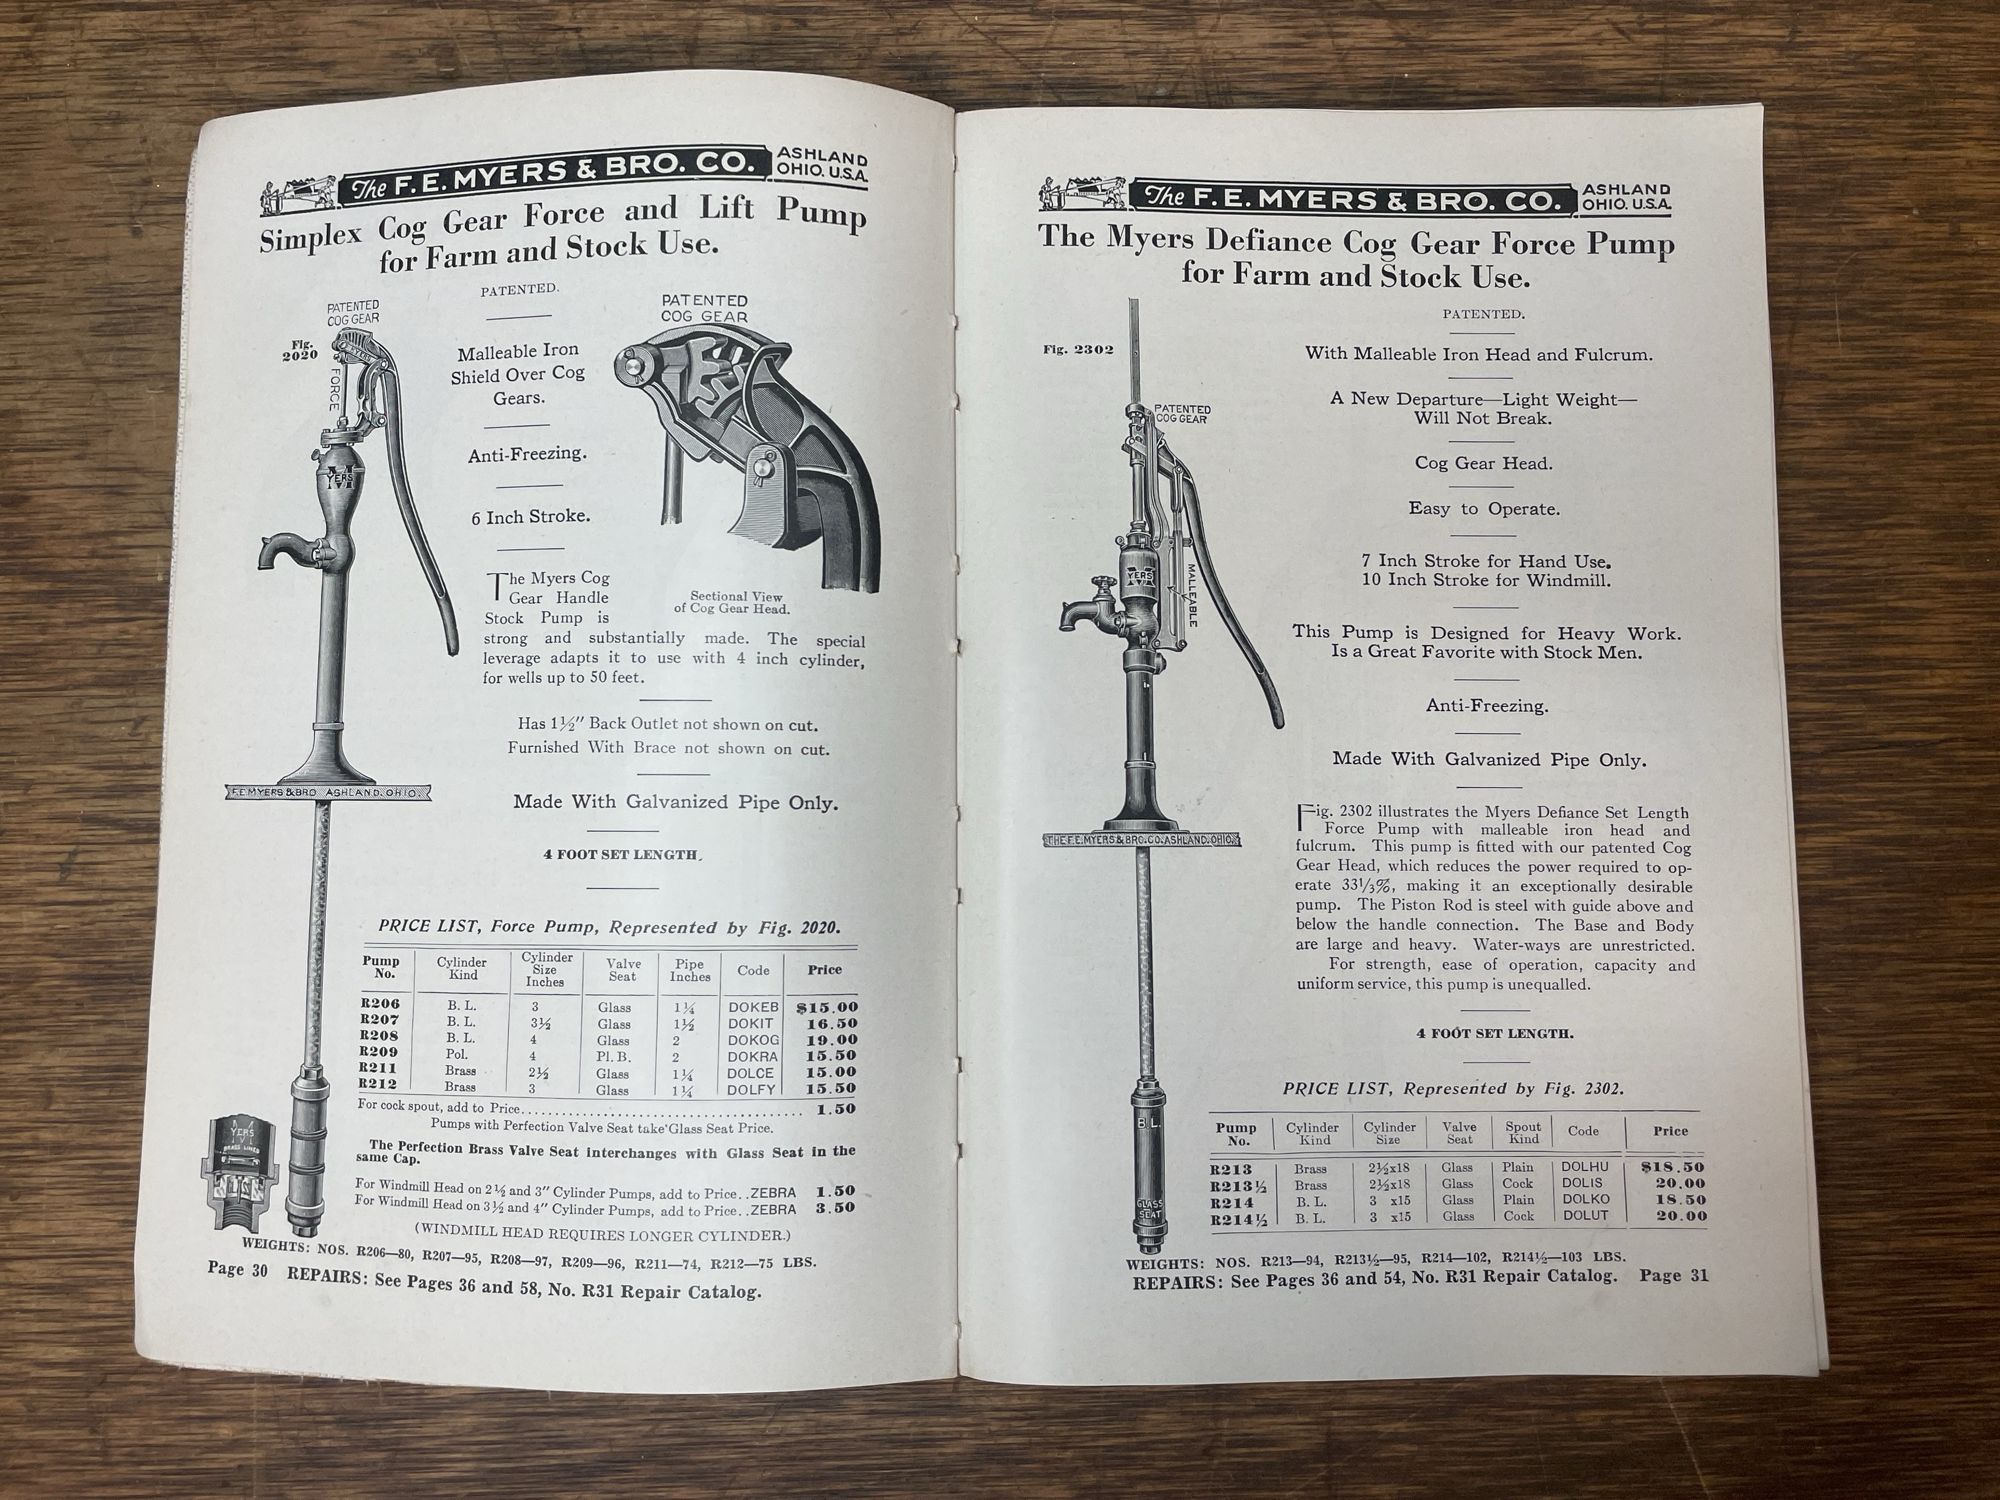 The F. E. MYERS & BRO. CO. ASHLAND OHIO. U.S.A.
Simplex Cog Gear Force and Lift Pump
for Farm and Stock Use.
PATENTED.
PATENTED
COG GEAR
Fig.
2020
FORCE
MYERS
F.E. MYERS & BRO ASHLAND, OHIO.
Malleable Iron
Shield Over Cog
Gears.
Anti-Freezing.
6 Inch Stroke.
PATENTED
COG GEAR
Sectional View
of Cog Gear Head.
The Myers Cog
Gear Handle
Stock Pump is
strong and substantially made. The special
leverage adapts it to use with 4 inch cylinder,
for wells up to 50 feet.
Has 1½″ Back Outlet not shown on cut.
Furnished With Brace not shown on cut.
Made With Galvanized Pipe Only.
4 FOOT SET LENGTH.
PRICE LIST, Force Pump, Represented by Fig. 2020.
Pump No. Cylinder Kind Cylinder Size Inches Valve Seat Pipe Inches Code Price
R206 B. L. 3 Glass 1¼ DOKEB $15.00
R207 B. L. 3½ Glass 1½ DOKIT 16.50
R208 B. L. 4 Glass 2 DOKOG 19.00
R209 Pol. 4 Pl. B. 2 DOKRA 15.50
R211 Brass 2½ Glass 1¼ DOLCE 15.00
R212 Brass 3 Glass 1¼ DOLFY 15.50
For cock spout, add to Price........................................ 1.50
Pumps with Perfection Valve Seat take Glass Seat Price.
The Perfection Brass Valve Seat interchanges with Glass Seat in the
same Cap.
MYERS
BRASS LINED
For Windmill Head on 2½ and 3″ Cylinder Pumps, add to Price..ZEBRA 1.50
For Windmill Head on 3½ and 4″ Cylinder Pumps, add to Price..ZEBRA 3.50
(WINDMILL HEAD REQUIRES LONGER CYLINDER.)
WEIGHTS: NOS. R206—80, R207—95, R208—97, R209—96, R211—74, R212—75 LBS.
Page 30 REPAIRS: See Pages 36 and 58, No. R31 Repair Catalog.
The F. E. MYERS & BRO. CO. ASHLAND OHIO. U.S.A.
The Myers Defiance Cog Gear Force Pump
for Farm and Stock Use.
PATENTED.
Fig. 2302
PATENTED
COG GEAR
MYERS
MALLEABLE
THE F.E. MYERS & BRO. CO. ASHLAND, OHIO.
B.L.
GLASS
SEAT
With Malleable Iron Head and Fulcrum.
A New Departure—Light Weight—
Will Not Break.
Cog Gear Head.
Easy to Operate.
7 Inch Stroke for Hand Use.
10 Inch Stroke for Windmill.
This Pump is Designed for Heavy Work.
Is a Great Favorite with Stock Men.
Anti-Freezing.
Made With Galvanized Pipe Only.
Fig. 2302 illustrates the Myers Defiance Set Length
Force Pump with malleable iron head and
fulcrum. This pump is fitted with our patented Cog
Gear Head, which reduces the power required to op-
erate 33⅓%, making it an exceptionally desirable
pump. The Piston Rod is steel with guide above and
below the handle connection. The Base and Body
are large and heavy. Water-ways are unrestricted.
For strength, ease of operation, capacity and
uniform service, this pump is unequalled.
4 FOOT SET LENGTH.
PRICE LIST, Represented by Fig. 2302.
Pump No. Cylinder Kind Cylinder Size Valve Seat Spout Kind Code Price
R213 Brass 2½x18 Glass Plain DOLHU $18.50
R213½ Brass 2½x18 Glass Cock DOLIS 20.00
R214 B. L. 3 x15 Glass Plain DOLKO 18.50
R214½ B. L. 3 x15 Glass Cock DOLUT 20.00
WEIGHTS: NOS. R213—94, R213½—95, R214—102, R214½—103 LBS.
REPAIRS: See Pages 36 and 54, No. R31 Repair Catalog. Page 31